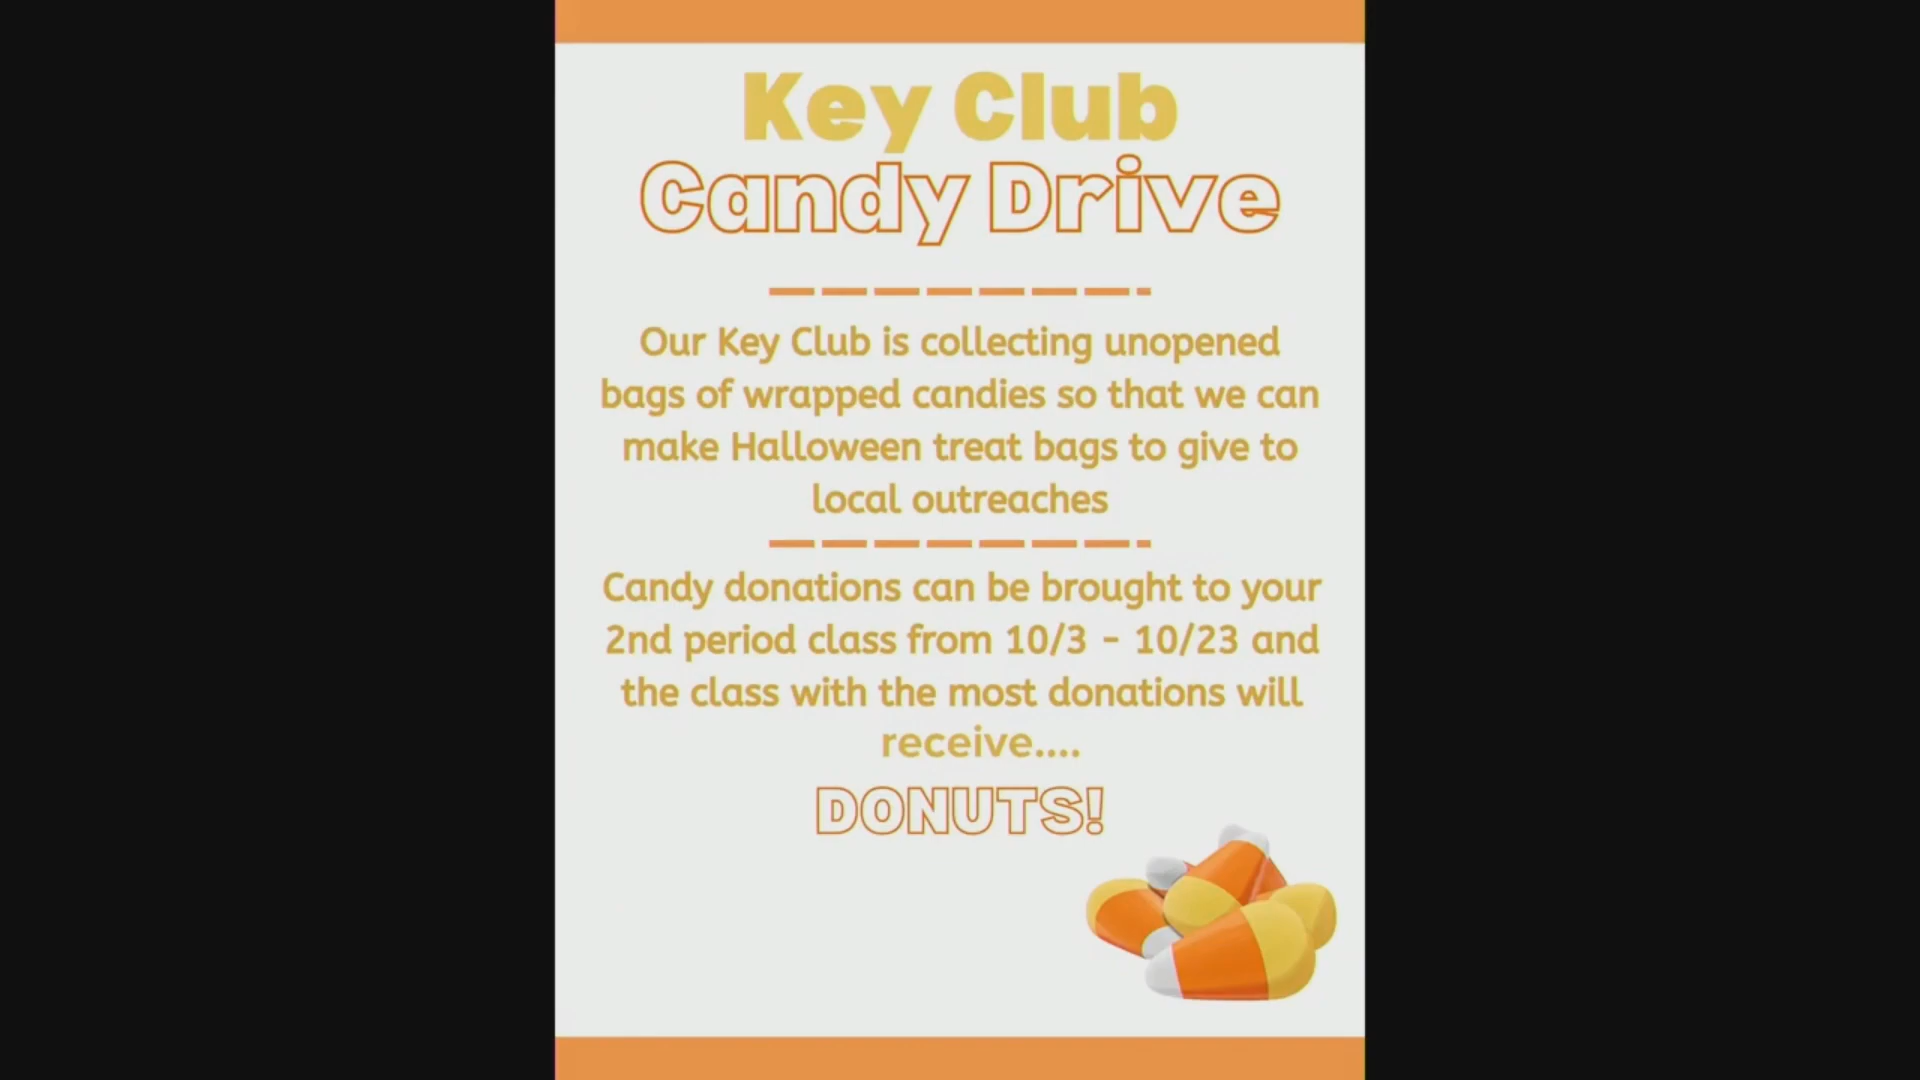 Key Club
Candy Drive
Our Key Club is collecting unopened
bags of wrapped candies so that we can
make Halloween treat bags to give to
local outreaches
Candy donations can be brought to your
2nd period class from 10/3 - 10/23 and
the class with the most donations will
receive....
DONUTS!